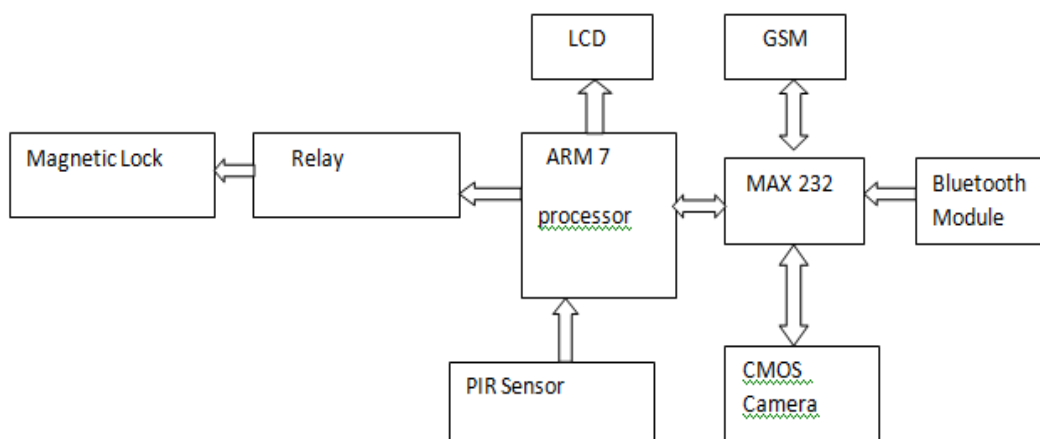 LCD
GSM
Magnetic Lock
Relay
ARM 7
processor
MAX 232
Bluetooth
Module
PIR Sensor
CMOS
Camera